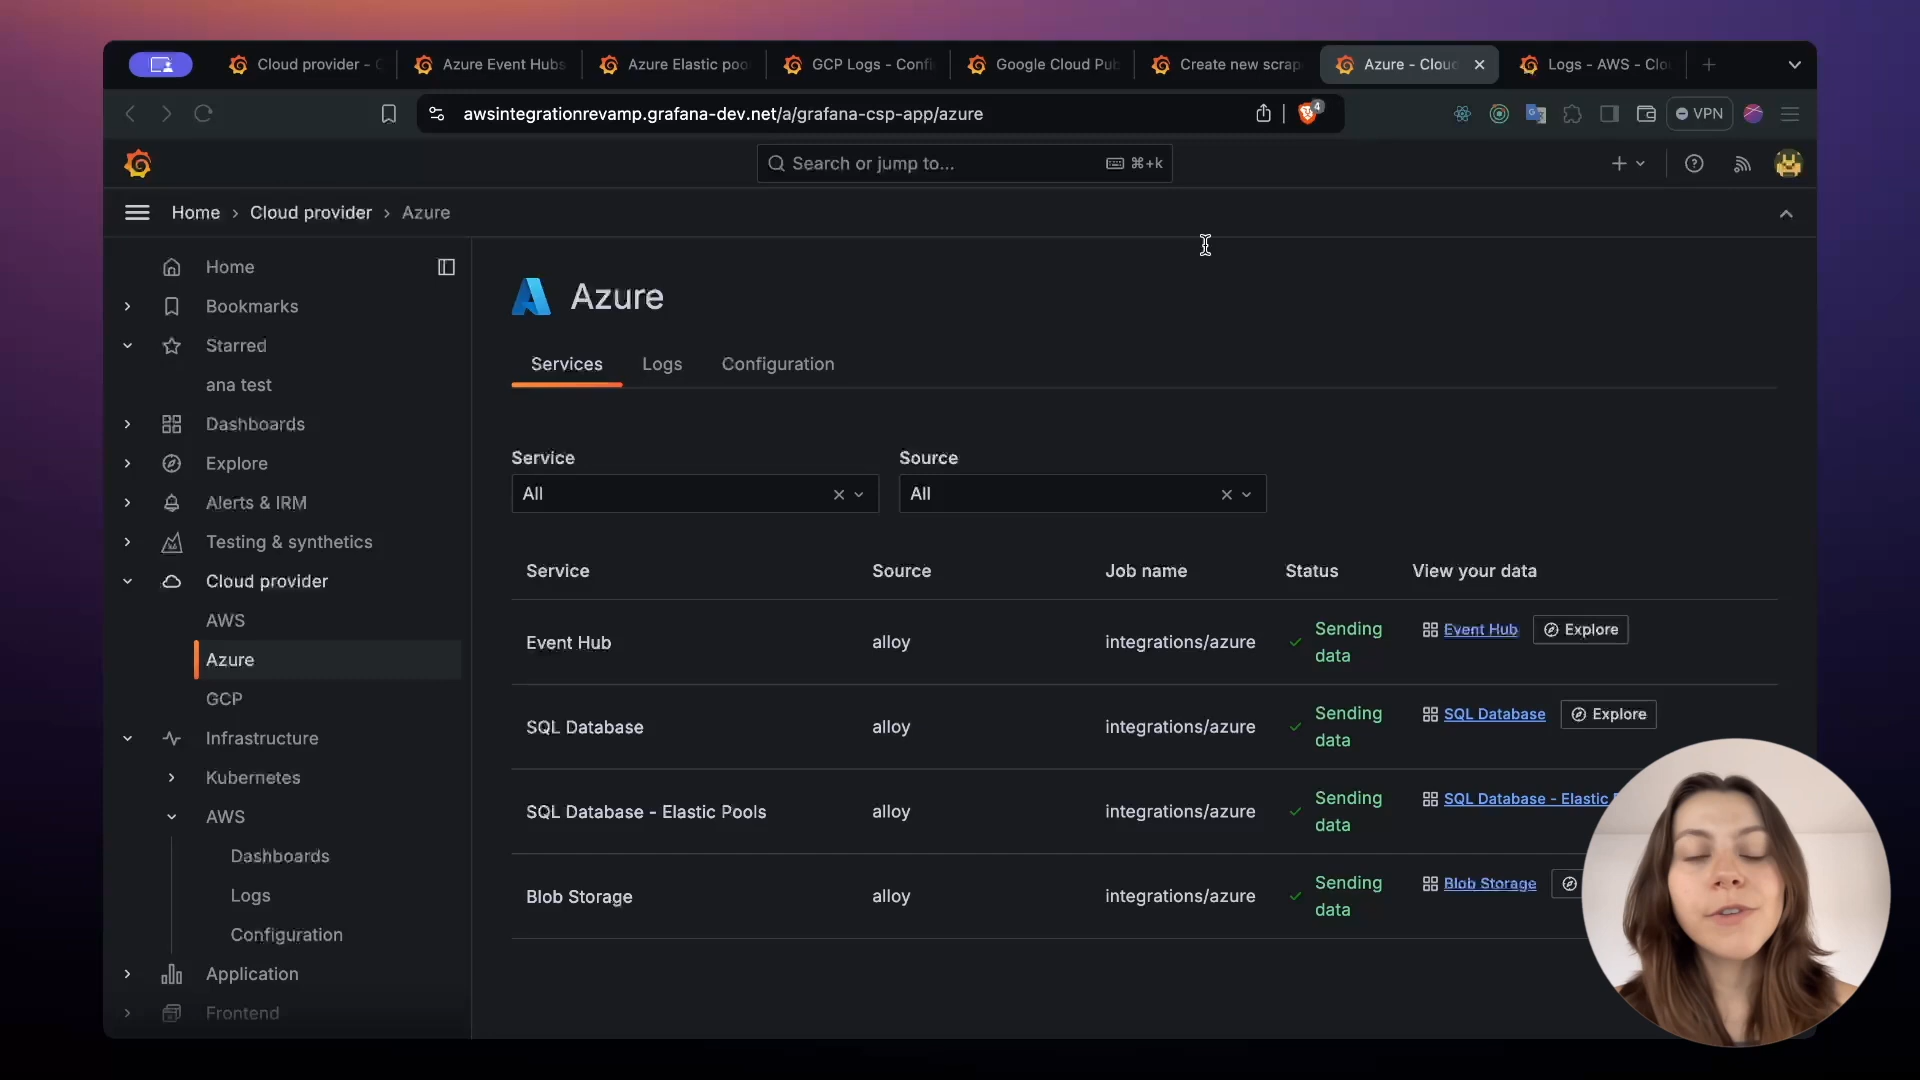 Cloud provider - 
Azure Event Hubs
Azure Elastic poo
GCP Logs - Confi
Google Cloud Pub
Create new scrap
Azure - Clou
Logs - AWS - Clo
awsintegrationrevamp.grafana-dev.net/a/grafana-csp-app/azure
4
VPN
Search or jump to...
⌘+k
Home › Cloud provider › Azure
Home
Bookmarks
Starred
ana test
Dashboards
Explore
Alerts & IRM
Testing & synthetics
Cloud provider
AWS
Azure
GCP
Infrastructure
Kubernetes
AWS
Dashboards
Logs
Configuration
Application
Frontend
Azure
Services
Logs
Configuration
Service
Source
All
All
Service
Source
Job name
Status
View your data
Event Hub
alloy
integrations/azure
Sending
data
Event Hub
Explore
SQL Database
alloy
integrations/azure
Sending
data
SQL Database
Explore
SQL Database - Elastic Pools
alloy
integrations/azure
Sending
data
SQL Database - Elastic
Blob Storage
alloy
integrations/azure
Sending
data
Blob Storage